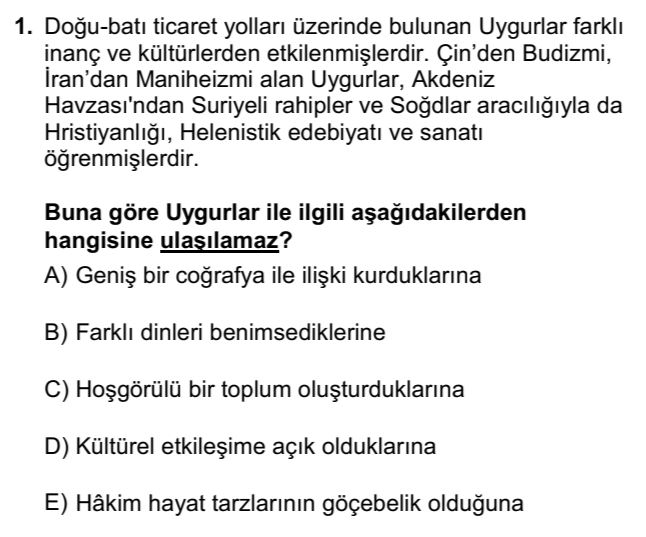 1. Doğu-batı ticaret yolları üzerinde bulunan Uygurlar farklı
inanç ve kültürlerden etkilenmişlerdir. Çin’den Budizmi,
İran’dan Maniheizmi alan Uygurlar, Akdeniz
Havzası'ndan Suriyeli rahipler ve Soğdlar aracılığıyla da
Hristiyanlığı, Helenistik edebiyatı ve sanatı
öğrenmişlerdir.
Buna göre Uygurlar ile ilgili aşağıdakilerden
hangisine ulaşılamaz?
A) Geniş bir coğrafya ile ilişki kurduklarına
B) Farklı dinleri benimsediklerine
C) Hoşgörülü bir toplum oluşturduklarına
D) Kültürel etkileşime açık olduklarına
E) Hâkim hayat tarzlarının göçebelik olduğuna